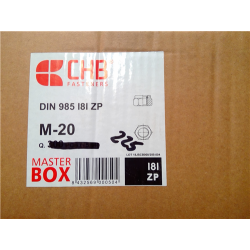 CHB
FASTENERS
DIN 985 I8I ZP
M-20
Q.
225
MASTER
BOX
I8I
ZP